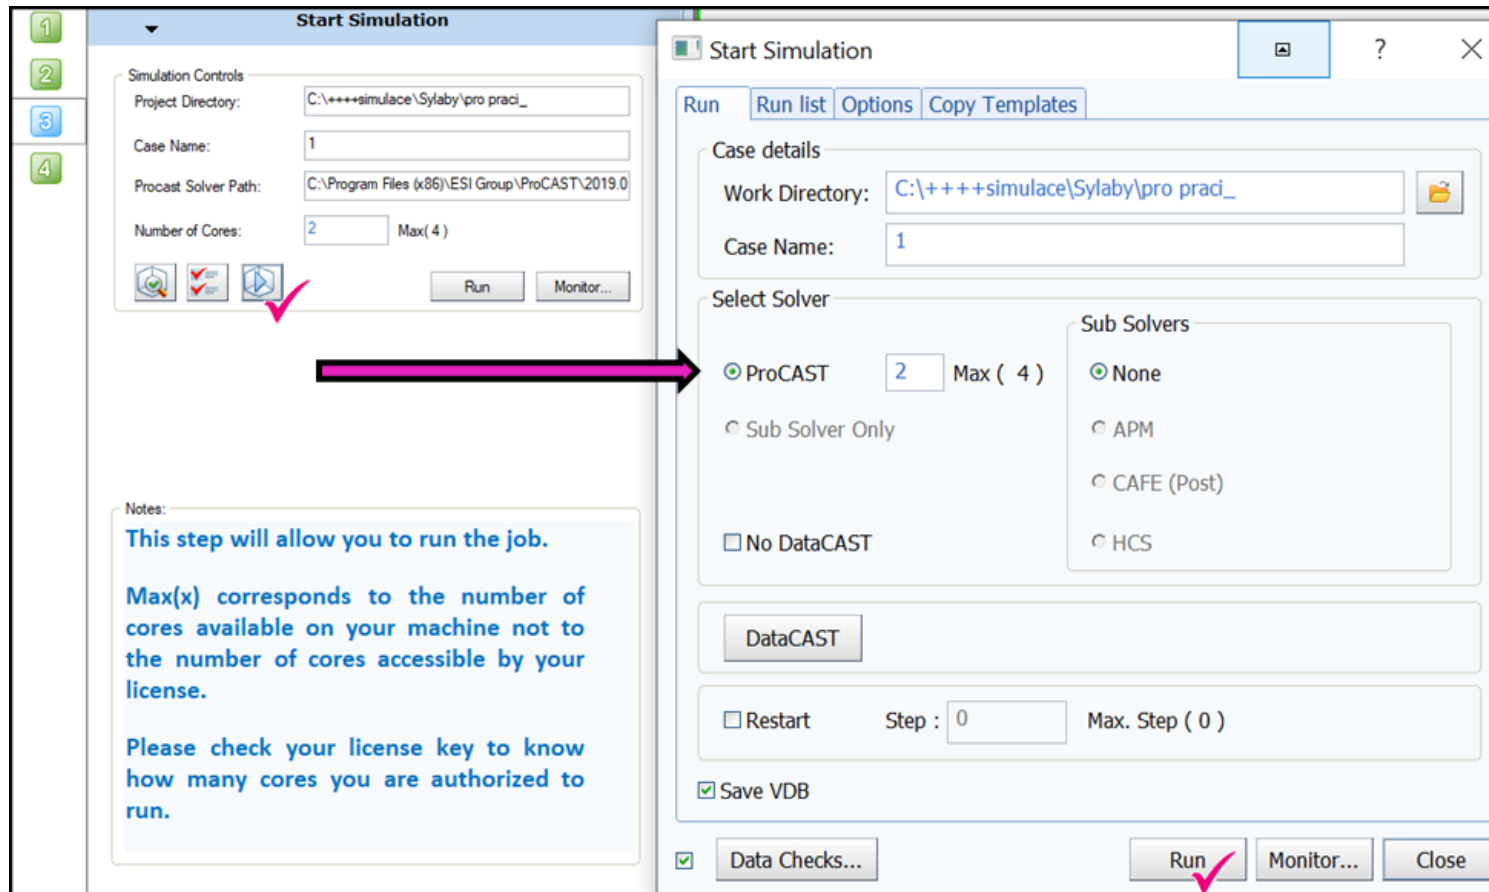 1
2
3
4
Start Simulation
Simulation Controls
Project Directory: C:\++++simulace\Sylaby\pro praci_
Case Name: 1
Procast Solver Path: C:\Program Files (x86)\ESI Group\ProCAST\2019.0
Number of Cores: 2 Max( 4 )
Run Monitor...
Notes:
This step will allow you to run the job.
Max(x) corresponds to the number of
cores available on your machine not to
the number of cores accessible by your
license.
Please check your license key to know
how many cores you are authorized to
run.
Start Simulation ?
Run Run list Options Copy Templates
Case details
Work Directory: C:\++++simulace\Sylaby\pro praci_
Case Name: 1
Select Solver
Sub Solvers
ProCAST 2 Max ( 4 ) None
Sub Solver Only APM
CAFE (Post)
No DataCAST HCS
DataCAST
Restart Step : 0 Max. Step ( 0 )
Save VDB
Data Checks... Run Monitor... Close